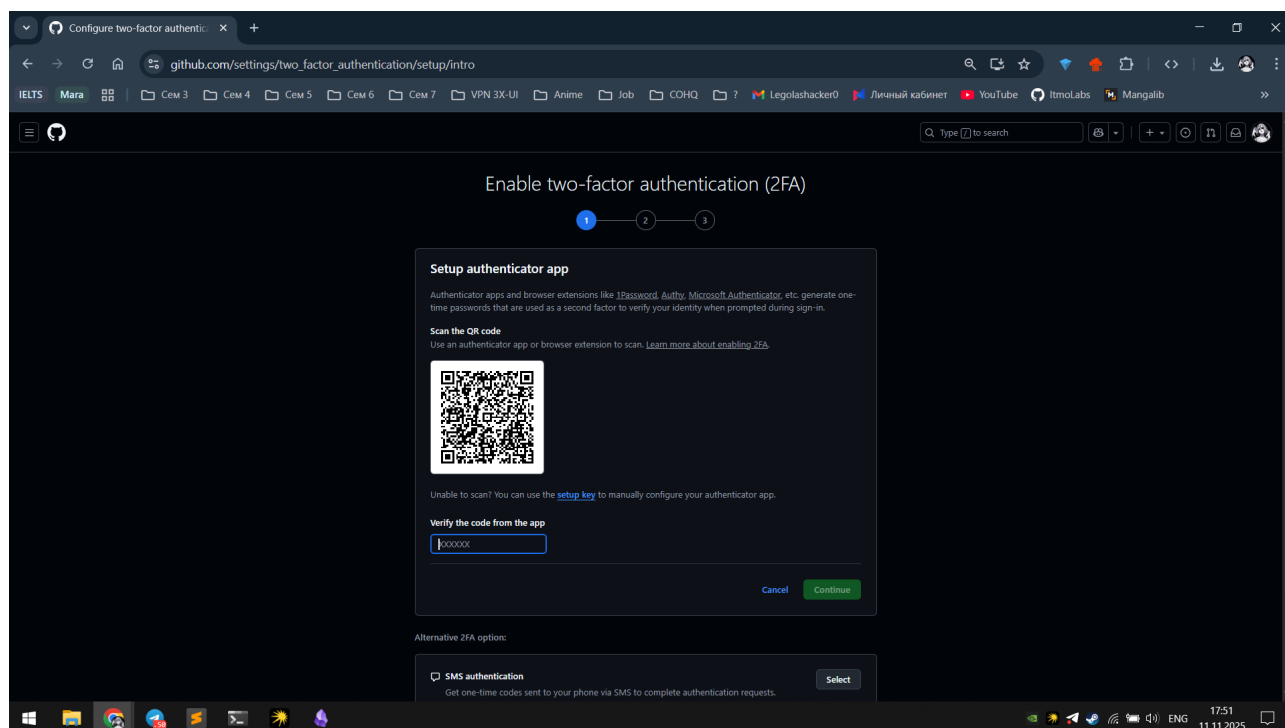 Configure two-factor authentic
github.com/settings/two_factor_authentication/setup/intro
IELTS Mara Сем 3 Сем 4 Сем 5 Сем 6 Сем 7 VPN 3X-UI Anime Job COHQ ? Legolashacker0 Личный кабинет YouTube ItmoLabs Mangalib
Type / to search
Enable two-factor authentication (2FA)
1 2 3
Setup authenticator app
Authenticator apps and browser extensions like 1Password, Authy, Microsoft Authenticator, etc. generate one-
time passwords that are used as a second factor to verify your identity when prompted during sign-in.
Scan the QR code
Use an authenticator app or browser extension to scan. Learn more about enabling 2FA.
Unable to scan? You can use the setup key to manually configure your authenticator app.
Verify the code from the app
XXXXXX
Cancel Continue
Alternative 2FA option:
SMS authentication
Select
Get one-time codes sent to your phone via SMS to complete authentication requests.
ENG
17:51
11.11.2025